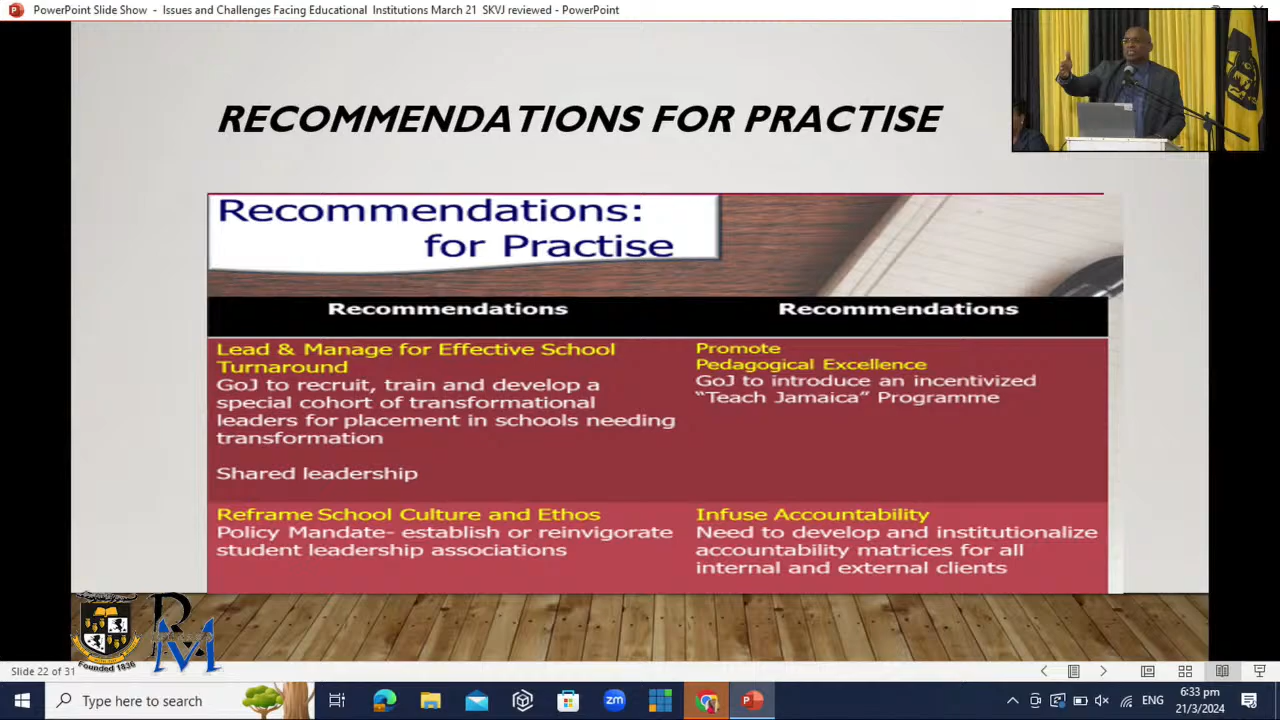 PowerPoint Slide Show - Issues and Challenges Facing Educational Institutions March 21 SKVJ reviewed - PowerPoint
RECOMMENDATIONS FOR PRACTISE
Recommendations:
for Practise
Recommendations
Recommendations
Lead & Manage for Effective School
Turnaround
GoJ to recruit, train and develop a
special cohort of transformational
leaders for placement in schools needing
transformation
Shared leadership
Promote
Pedagogical Excellence
GoJ to introduce an incentivized
“Teach Jamaica” Programme
Reframe School Culture and Ethos
Policy Mandate- establish or reinvigorate
student leadership associations
Infuse Accountability
Need to develop and institutionalize
accountability matrices for all
internal and external clients
Founded 1836
RM
Slide 22 of 31
Type here to search
zm
ENG
6:33 pm
21/3/2024